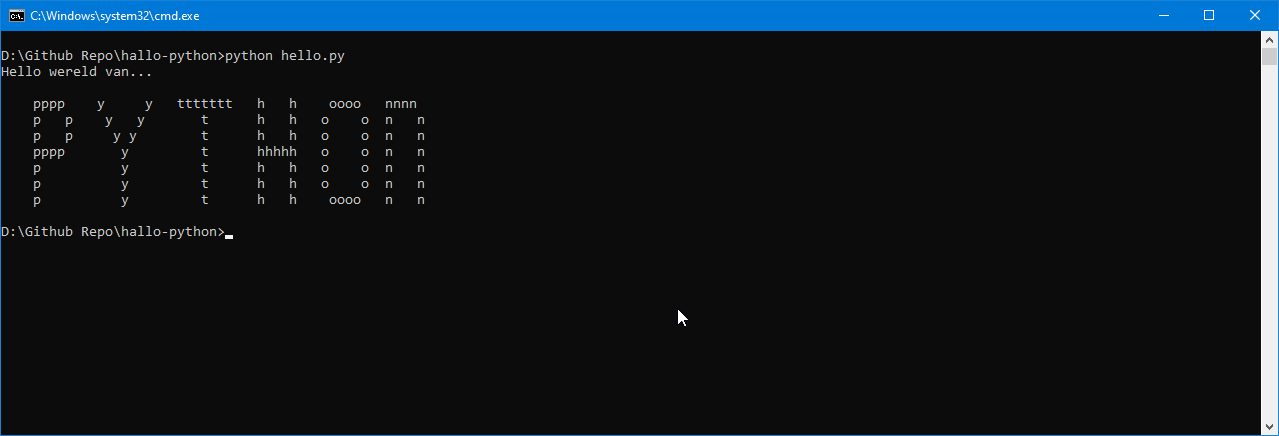 C:\Windows\system32\cmd.exe
D:\Github Repo\hallo-python>python hello.py
Hello wereld van...
    pppp    y     y   ttttttt   h   h    oooo   nnnn
    p   p    y   y       t      h   h   o    o  n   n
    p   p     y y        t      h   h   o    o  n   n
    pppp       y         t      hhhhh   o    o  n   n
    p          y         t      h   h   o    o  n   n
    p          y         t      h   h   o    o  n   n
    p          y         t      h   h    oooo   n   n
D:\Github Repo\hallo-python>